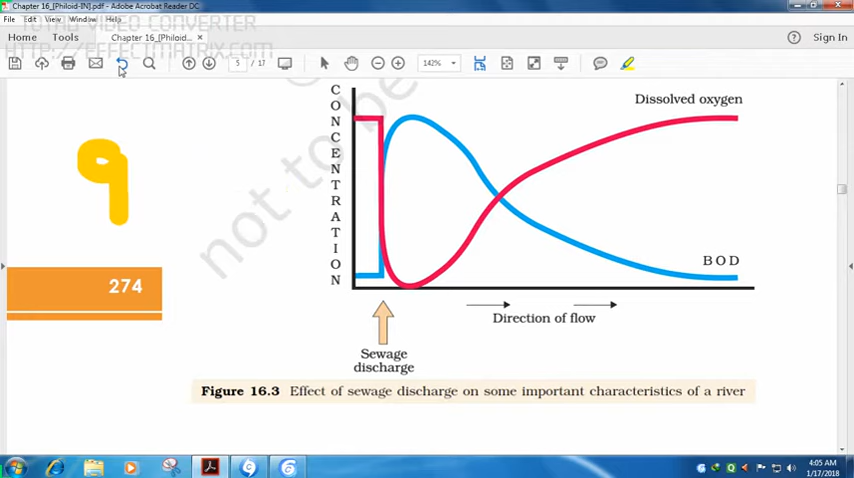 Chapter 16_[Philoid-IN].pdf - Adobe Acrobat Reader DC
File Edit View Window Help
TOTAL VIDEO CONVERTER
HTTP://EFFECTMATRIX.COM
Home Tools Chapter 16_[Philoid... × ? Sign In
5 / 17 142%
CONCENTRATION
Dissolved oxygen
not to be
9
BOD
274
Direction of flow
Sewage
discharge
Figure 16.3 Effect of sewage discharge on some important characteristics of a river
4:05 AM
1/17/2018